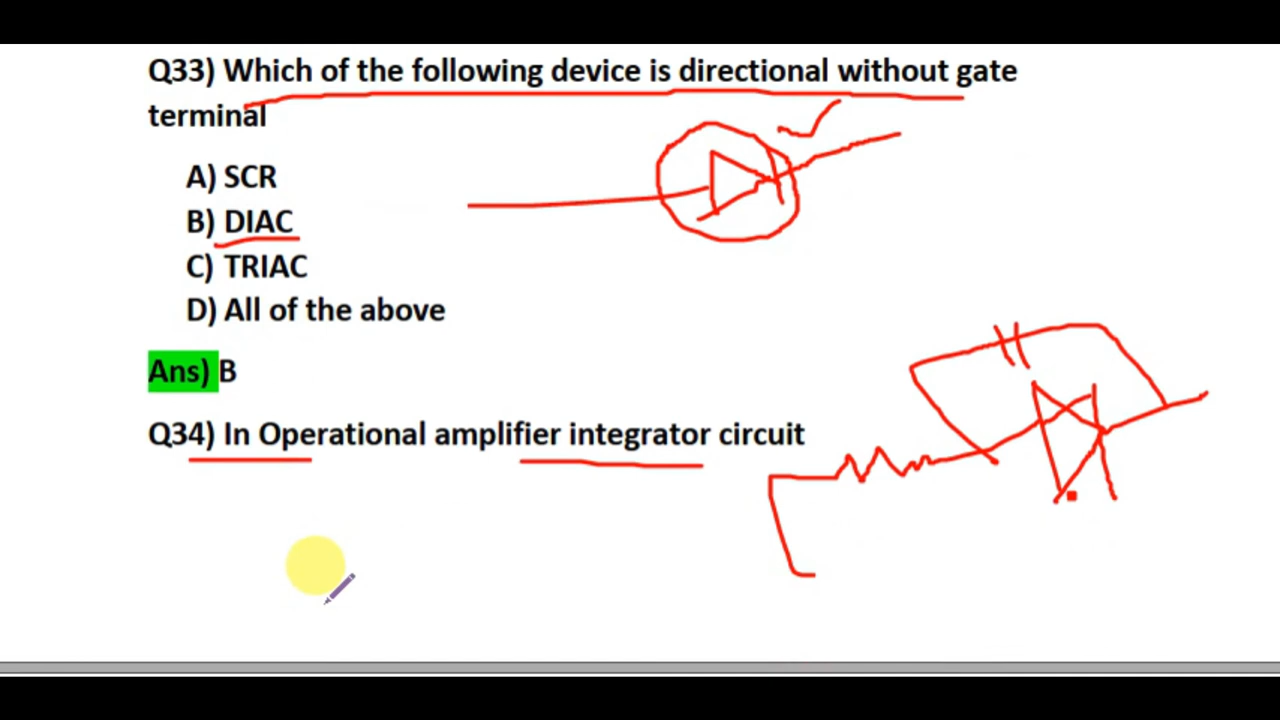 Q33) Which of the following device is directional without gate
terminal
A) SCR
B) DIAC
C) TRIAC
D) All of the above
Ans) B
Q34) In Operational amplifier integrator circuit